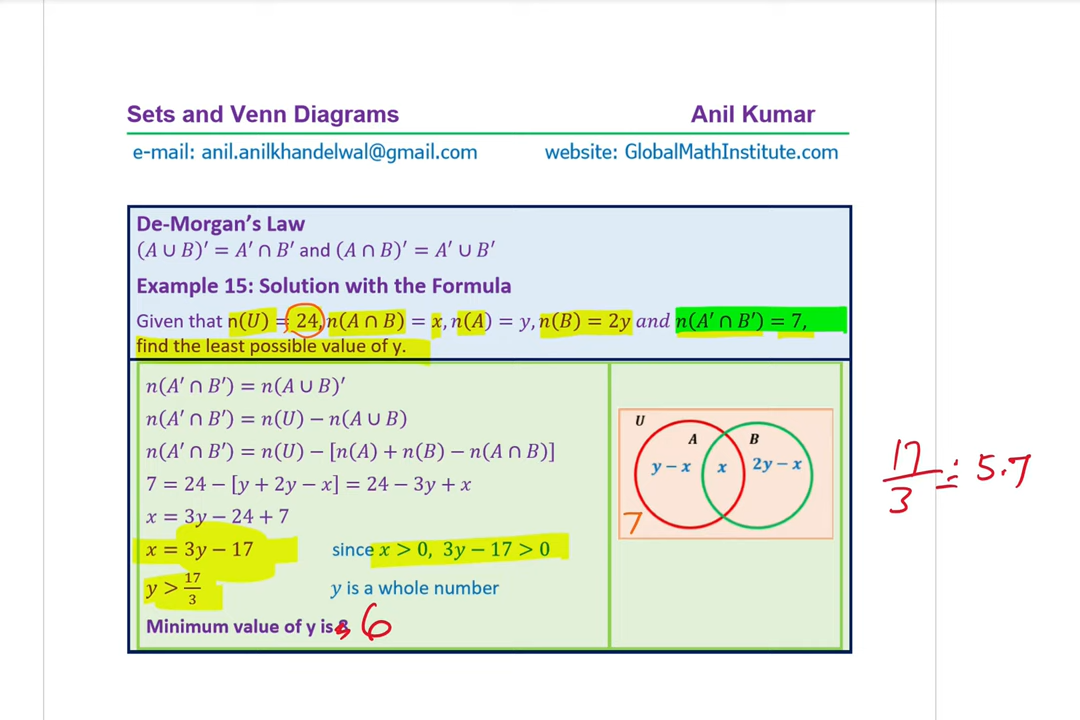 Sets and Venn Diagrams Anil Kumar
e-mail: anil.anilkhandelwal@gmail.com website: GlobalMathInstitute.com
De-Morgan's Law
(A ∪ B)′ = A′ ∩ B′ and (A ∩ B)′ = A′ ∪ B′
Example 15: Solution with the Formula
Given that n(U) = 24, n(A ∩ B) = x, n(A) = y, n(B) = 2y and n(A′ ∩ B′) = 7,
find the least possible value of y.
n(A′ ∩ B′) = n(A ∪ B)′
n(A′ ∩ B′) = n(U) − n(A ∪ B)
n(A′ ∩ B′) = n(U) − [n(A) + n(B) − n(A ∩ B)]
7 = 24 − [y + 2y − x] = 24 − 3y + x
x = 3y − 24 + 7
x = 3y − 17 since x > 0, 3y − 17 > 0
y > 17/3 y is a whole number
Minimum value of y is 6
U
A B
y − x x 2y − x
7
17/3 ≐ 5.7